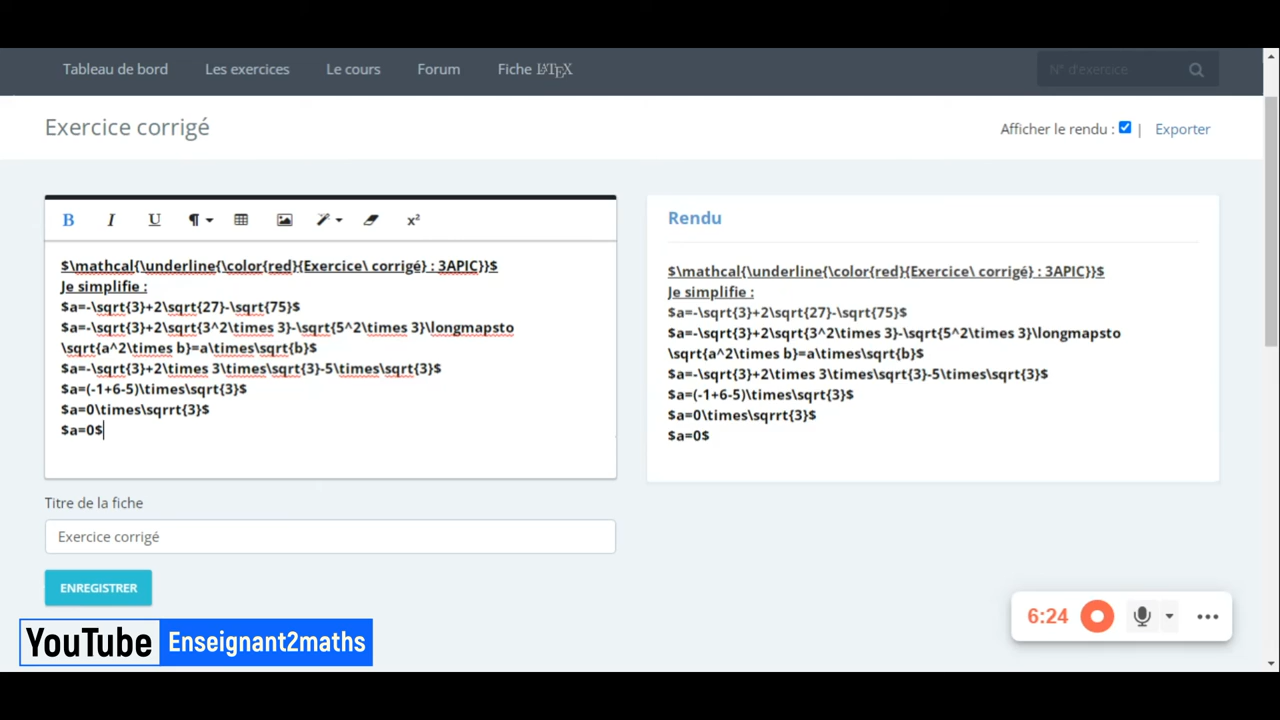 Tableau de bord Les exercices Le cours Forum Fiche LATEX N° d'exercice
Exercice corrigé
Afficher le rendu : | Exporter
B I U ¶ x²
$\mathcal{\underline{\color{red}{Exercice\ corrigé} : 3APIC}}$
Je simplifie :
$a=-\sqrt{3}+2\sqrt{27}-\sqrt{75}$
$a=-\sqrt{3}+2\sqrt{3^2\times 3}-\sqrt{5^2\times 3}\longmapsto
\sqrt{a^2\times b}=a\times\sqrt{b}$
$a=-\sqrt{3}+2\times 3\times\sqrt{3}-5\times\sqrt{3}$
$a=(-1+6-5)\times\sqrt{3}$
$a=0\times\sqrrt{3}$
$a=0$
Rendu
$\mathcal{\underline{\color{red}{Exercice\ corrigé} : 3APIC}}$
Je simplifie :
$a=-\sqrt{3}+2\sqrt{27}-\sqrt{75}$
$a=-\sqrt{3}+2\sqrt{3^2\times 3}-\sqrt{5^2\times 3}\longmapsto
\sqrt{a^2\times b}=a\times\sqrt{b}$
$a=-\sqrt{3}+2\times 3\times\sqrt{3}-5\times\sqrt{3}$
$a=(-1+6-5)\times\sqrt{3}$
$a=0\times\sqrrt{3}$
$a=0$
Titre de la fiche
Exercice corrigé
ENREGISTRER
6:24
YouTube Enseignant2maths